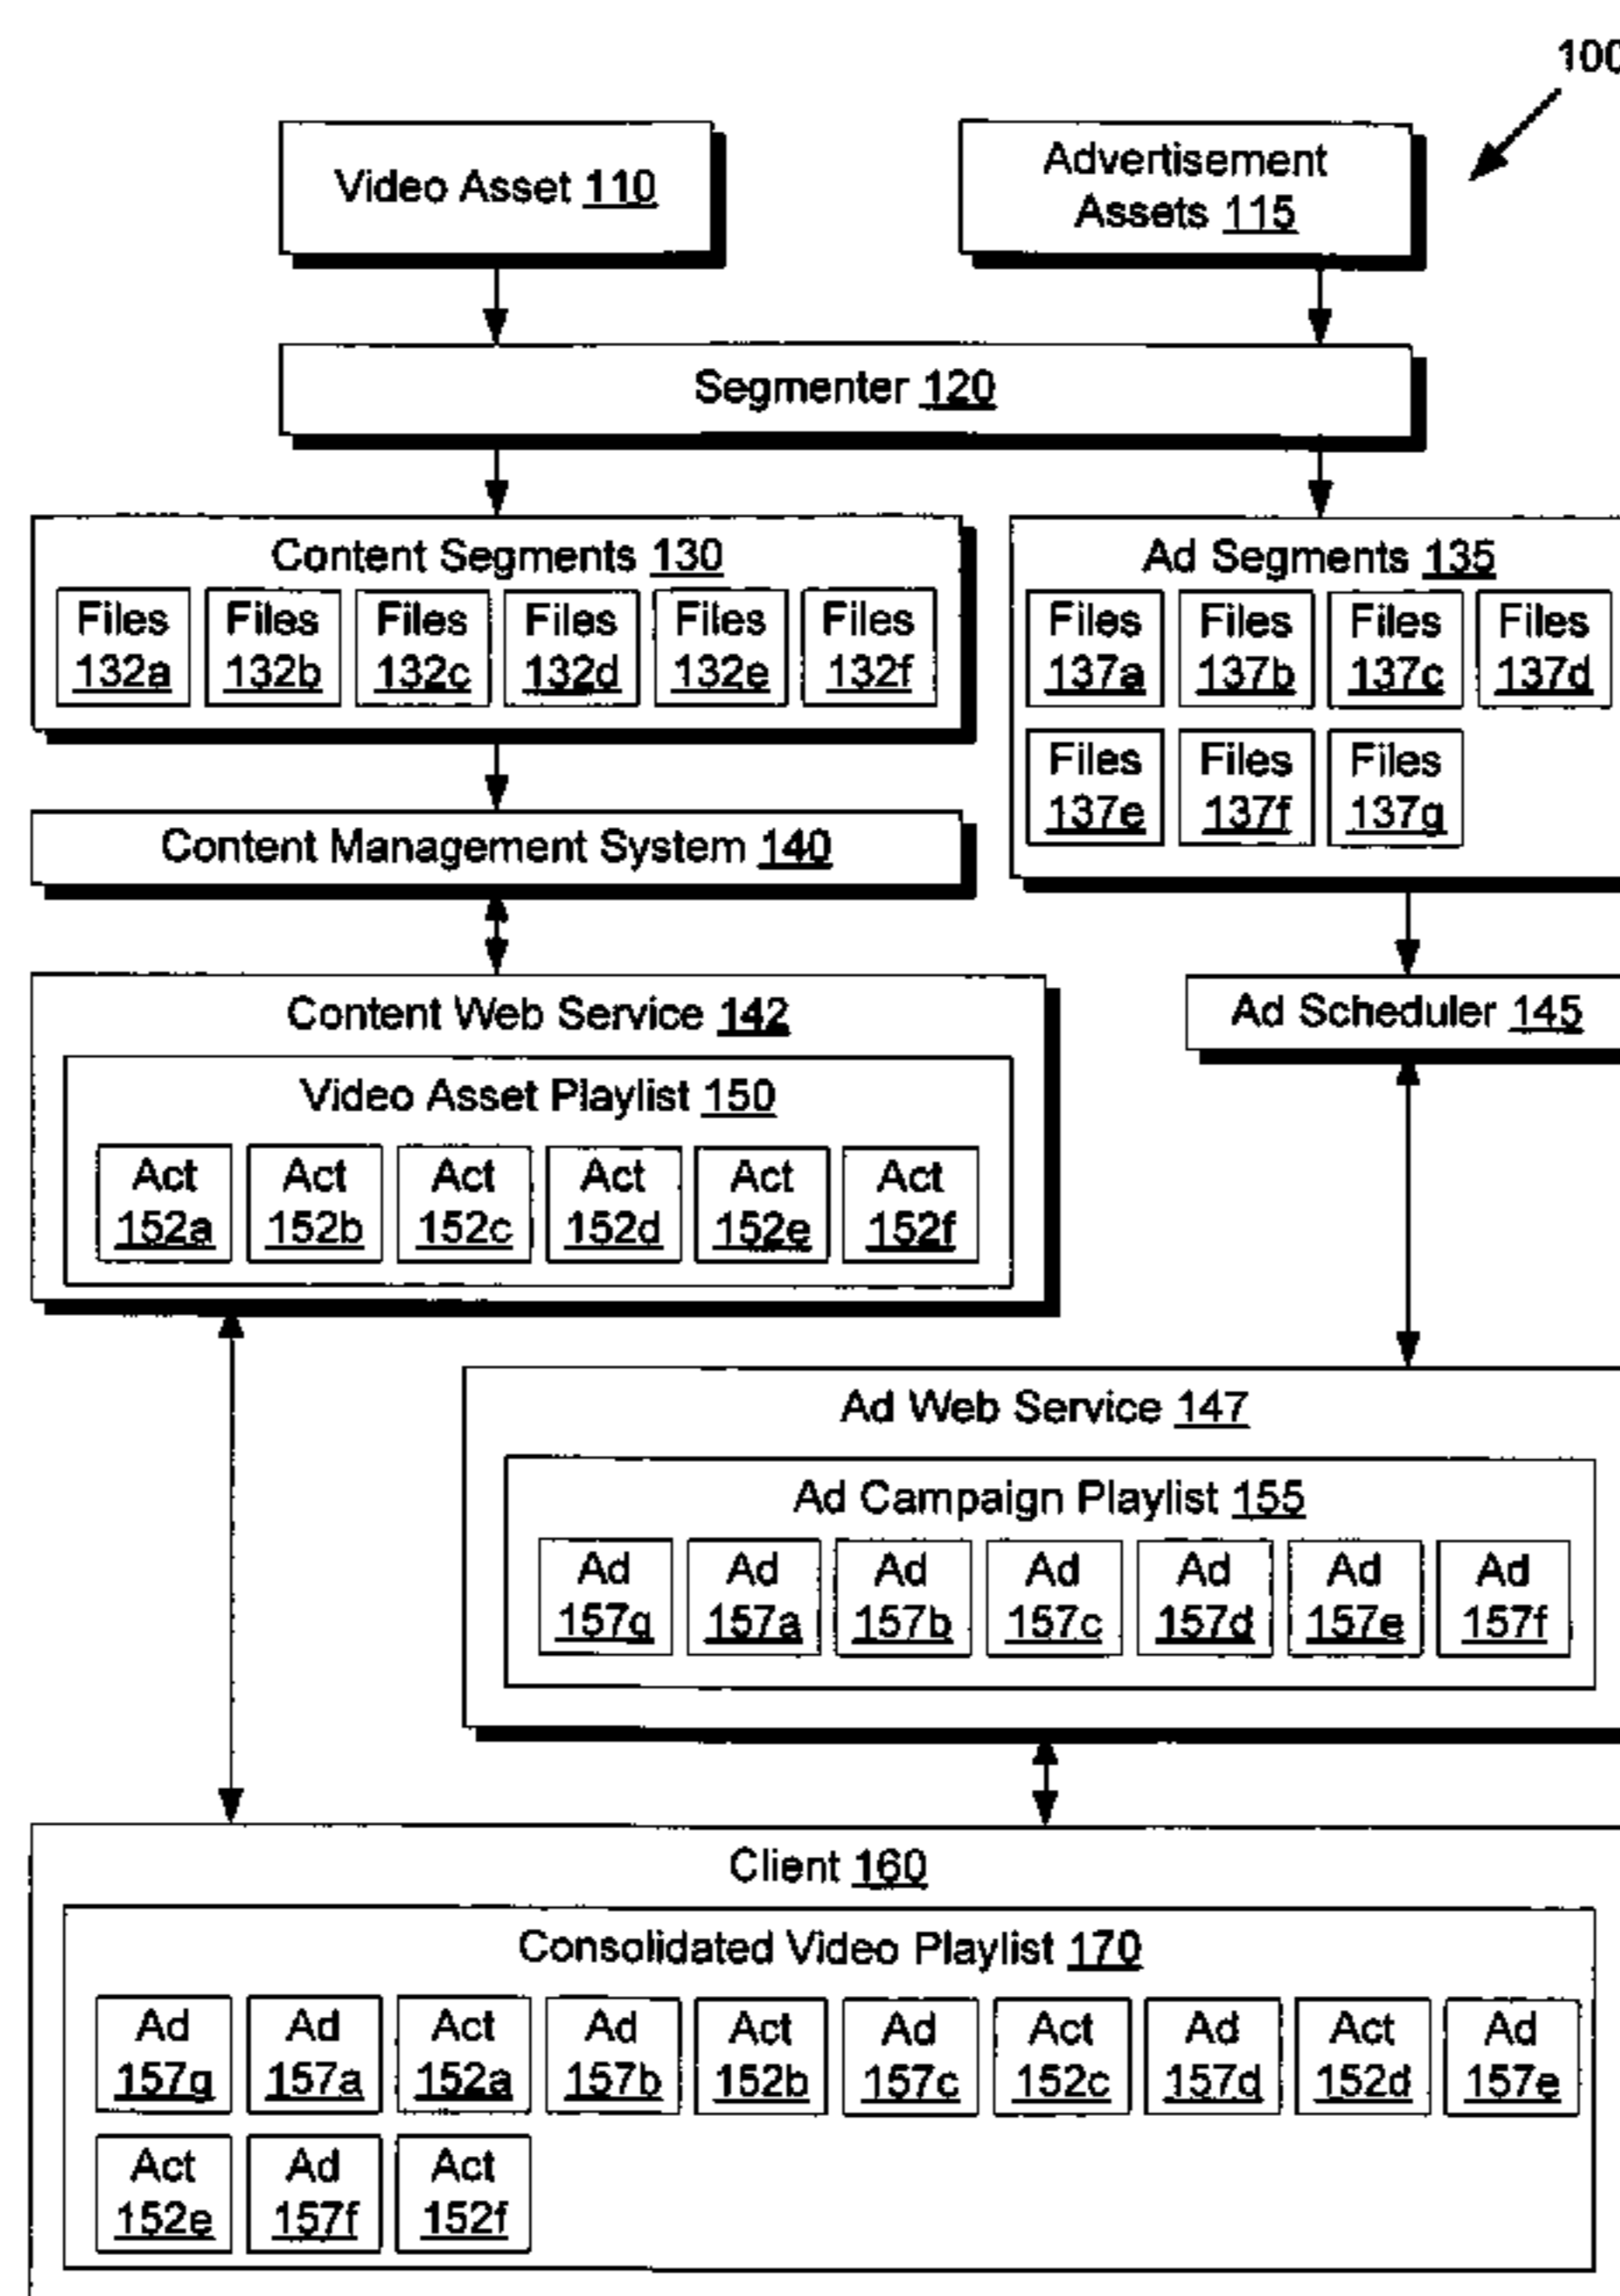 100
Video Asset 110
Advertisement
Assets 115
Segmenter 120
Content Segments 130
Files 132a
Files 132b
Files 132c
Files 132d
Files 132e
Files 132f
Ad Segments 135
Files 137a
Files 137b
Files 137c
Files 137d
Files 137e
Files 137f
Files 137g
Content Management System 140
Content Web Service 142
Video Asset Playlist 150
Act 152a
Act 152b
Act 152c
Act 152d
Act 152e
Act 152f
Ad Scheduler 145
Ad Web Service 147
Ad Campaign Playlist 155
Ad 157g
Ad 157a
Ad 157b
Ad 157c
Ad 157d
Ad 157e
Ad 157f
Client 160
Consolidated Video Playlist 170
Ad 157g
Ad 157a
Act 152a
Ad 157b
Act 152b
Ad 157c
Act 152c
Ad 157d
Act 152d
Ad 157e
Act 152e
Ad 157f
Act 152f